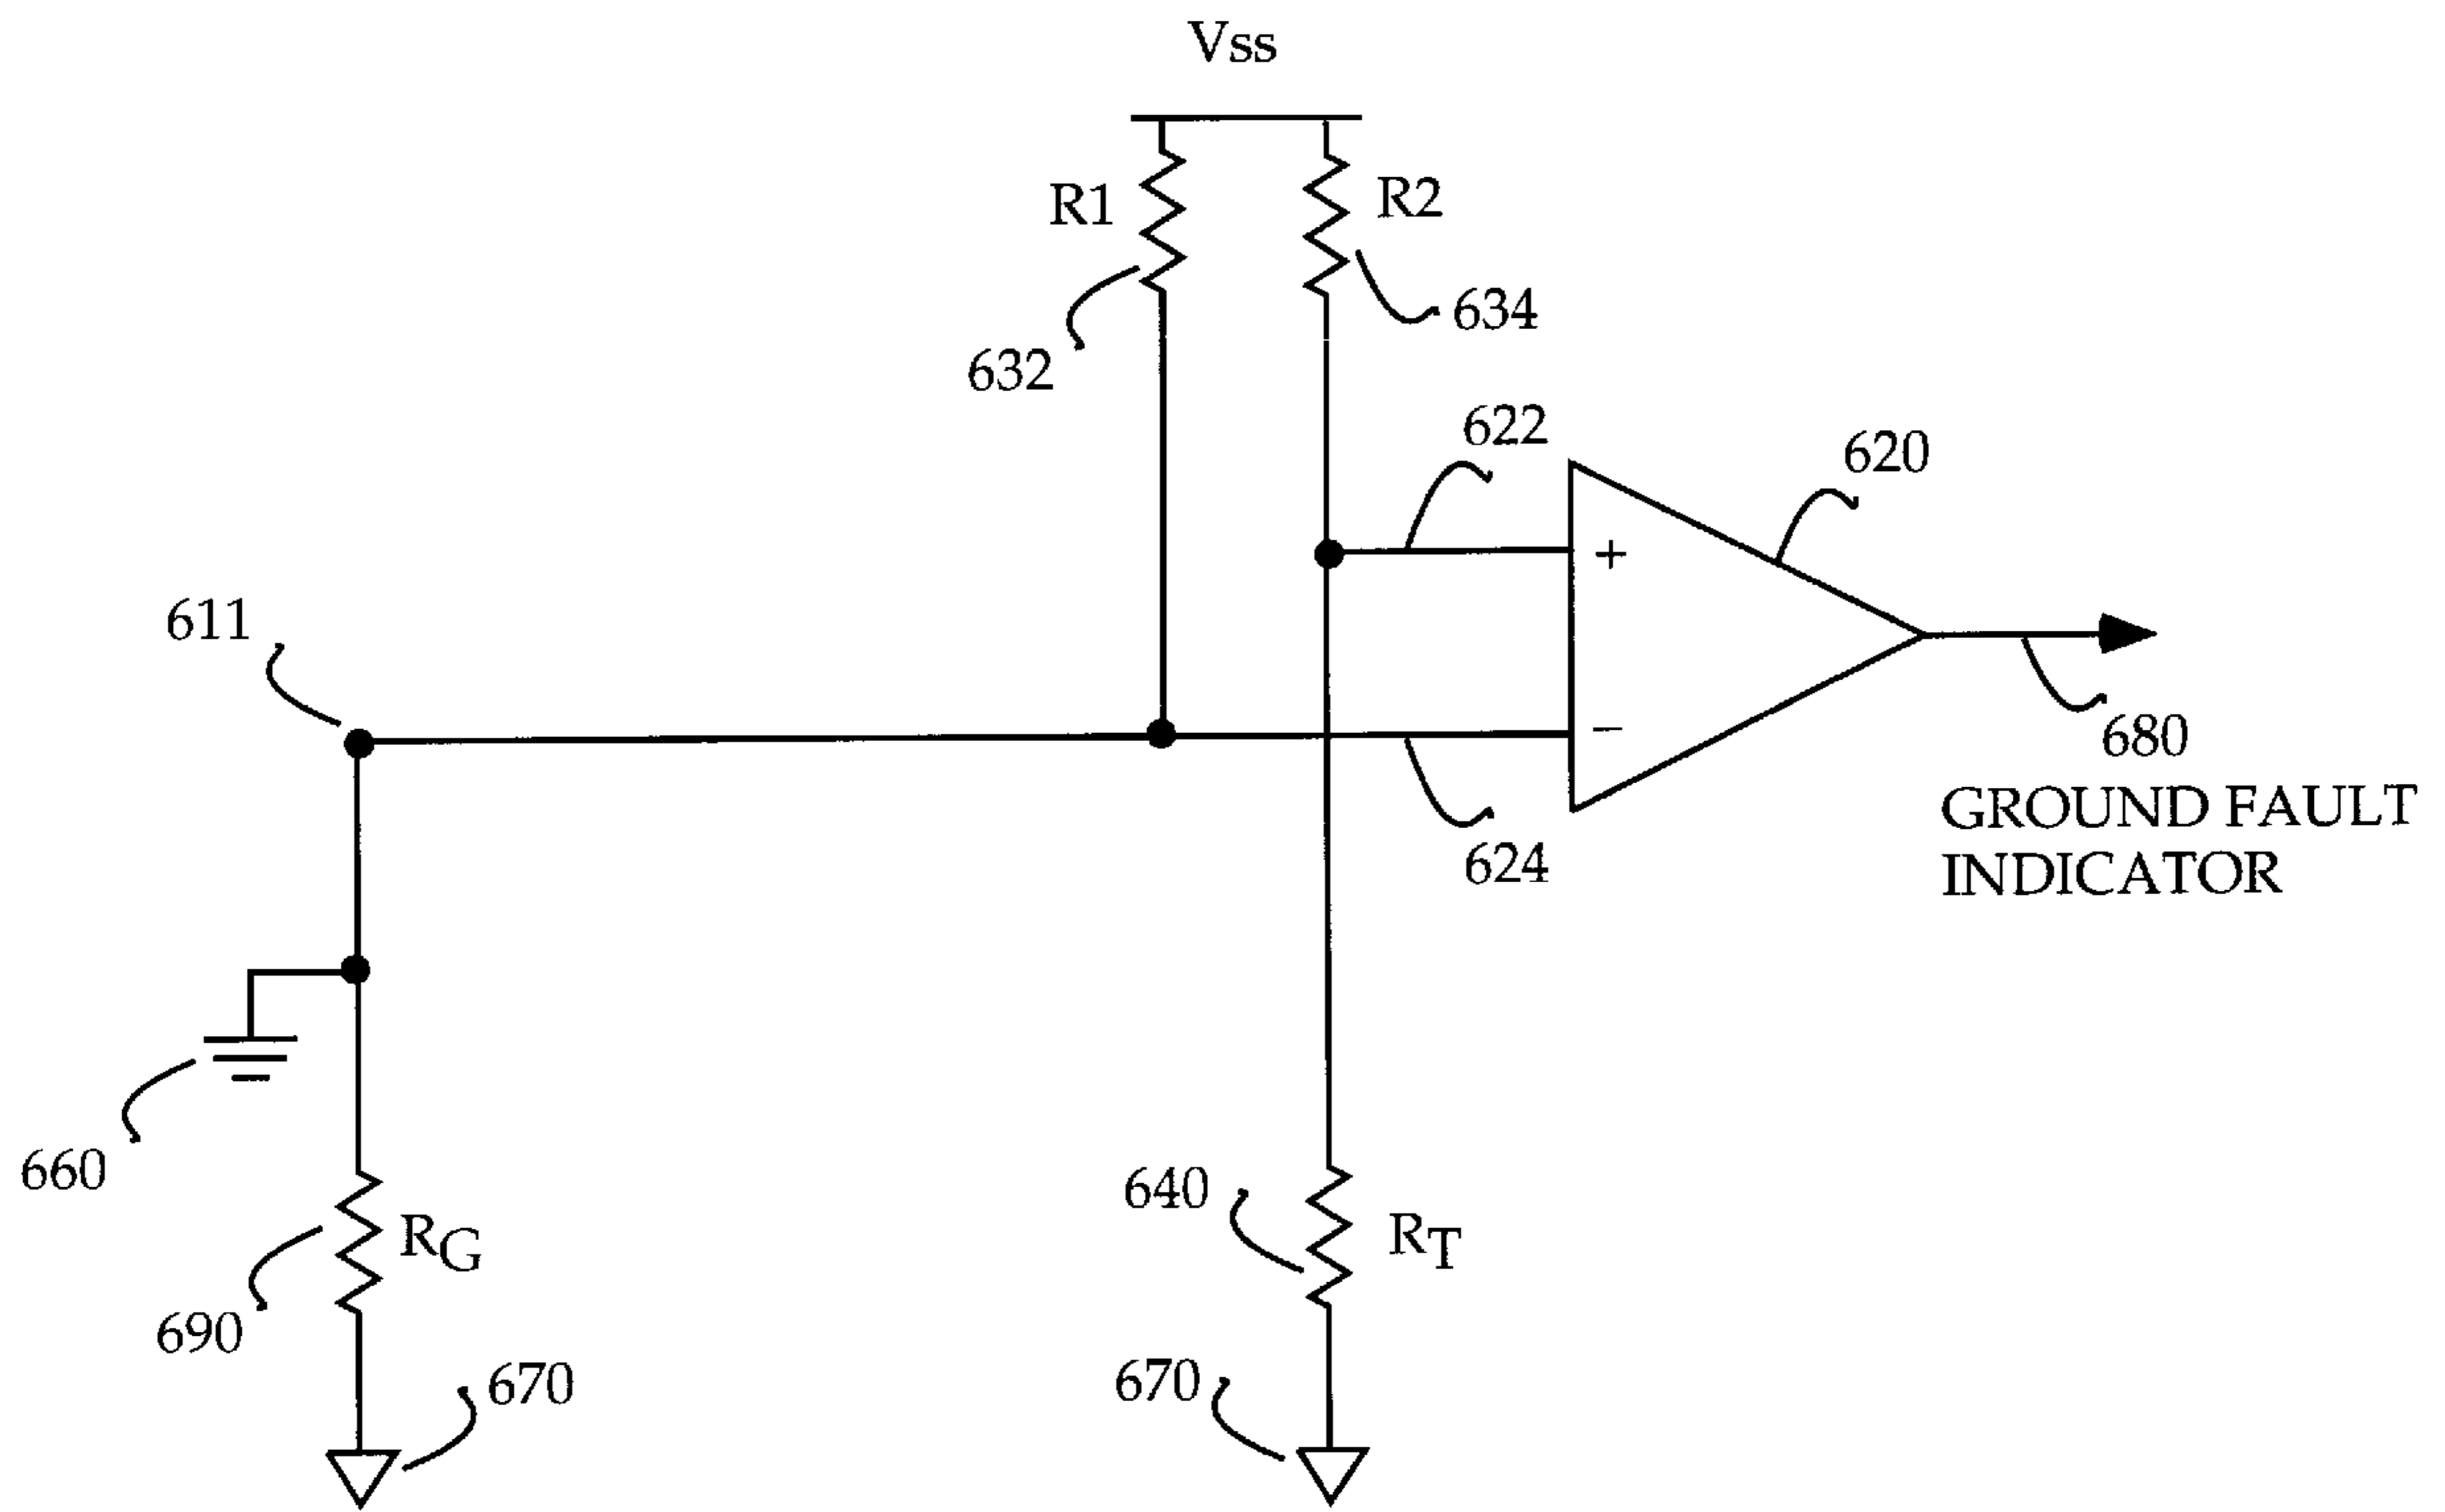 Vss
R1
R2
634
632
622
620
611
+
−
680
GROUND FAULT
INDICATOR
624
660
640
RG
RT
690
670
670